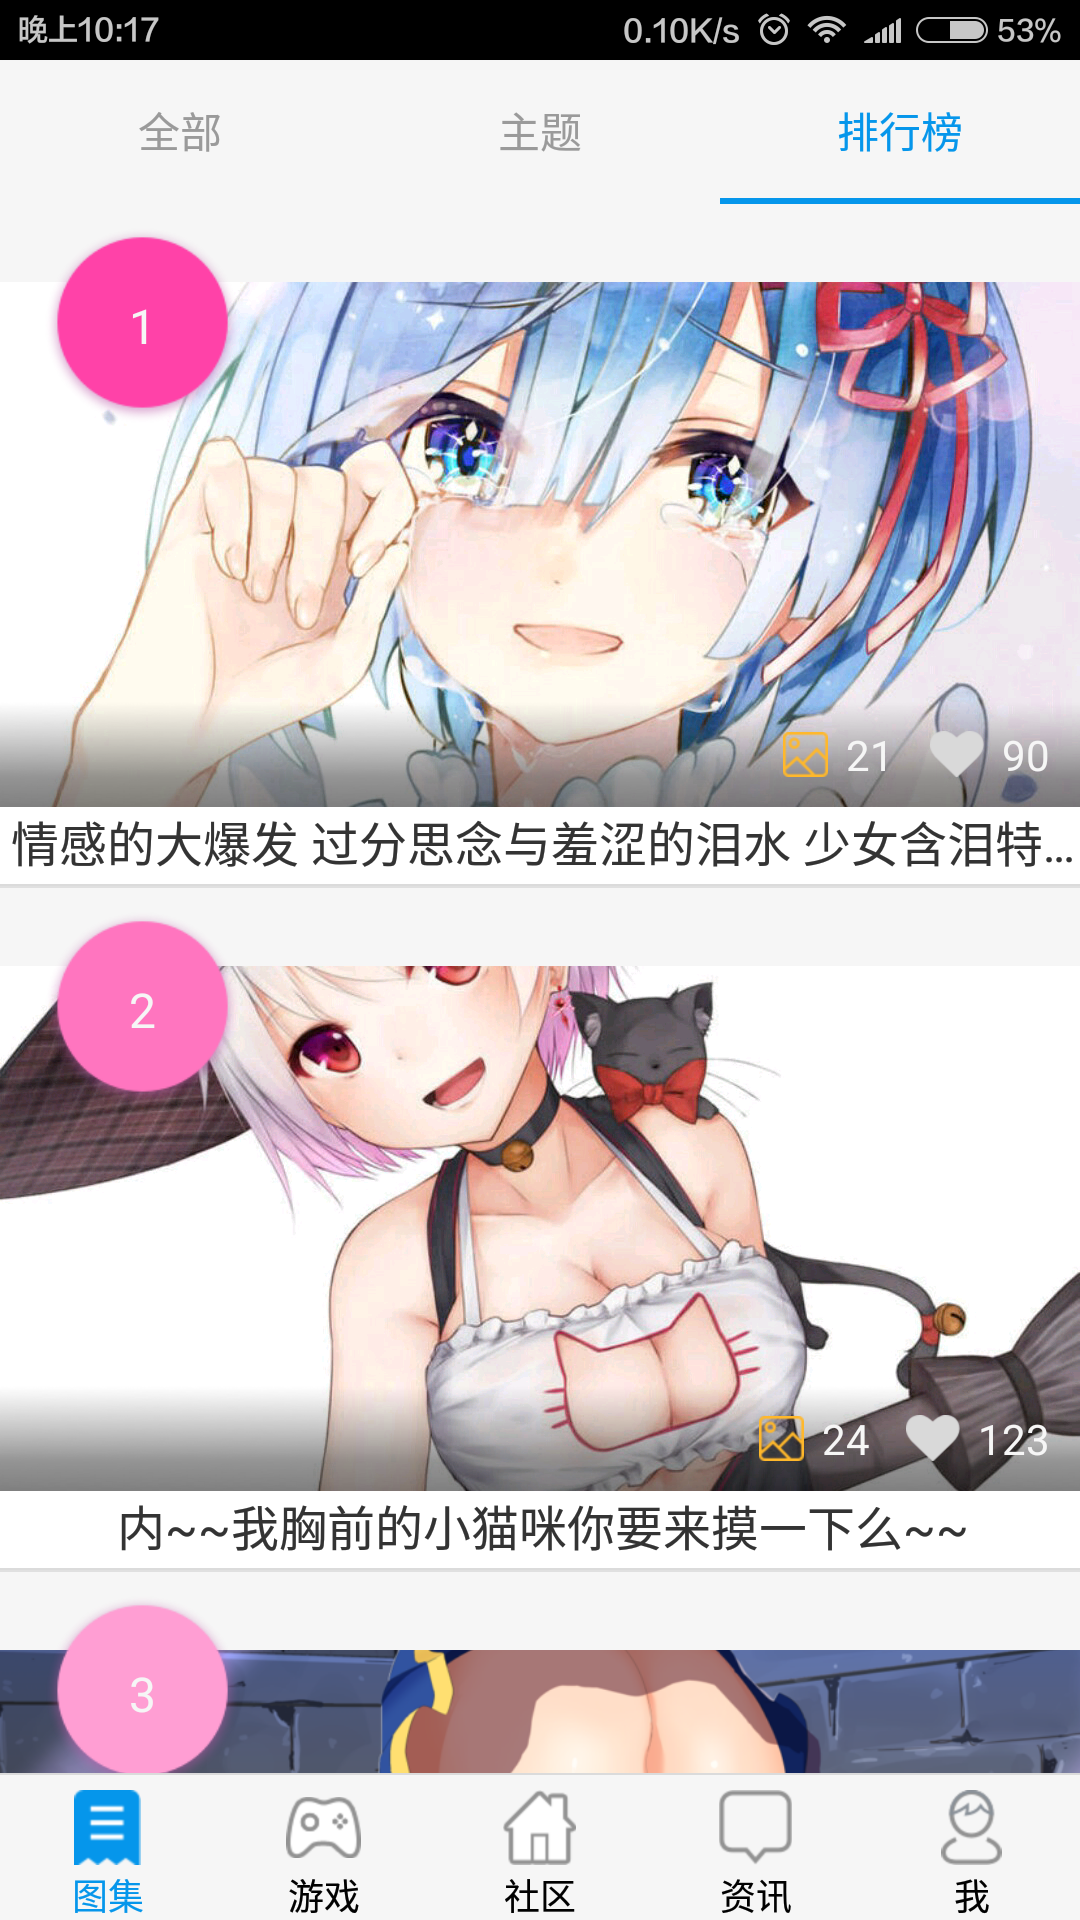 晚上10:17 0.10K/s 53%
全部 主题 排行榜
1
21 90
情感的大爆发 过分思念与羞涩的泪水 少女含泪特...
2
24 123
内~~我胸前的小猫咪你要来摸一下么~~
3
图集 游戏 社区 资讯 我